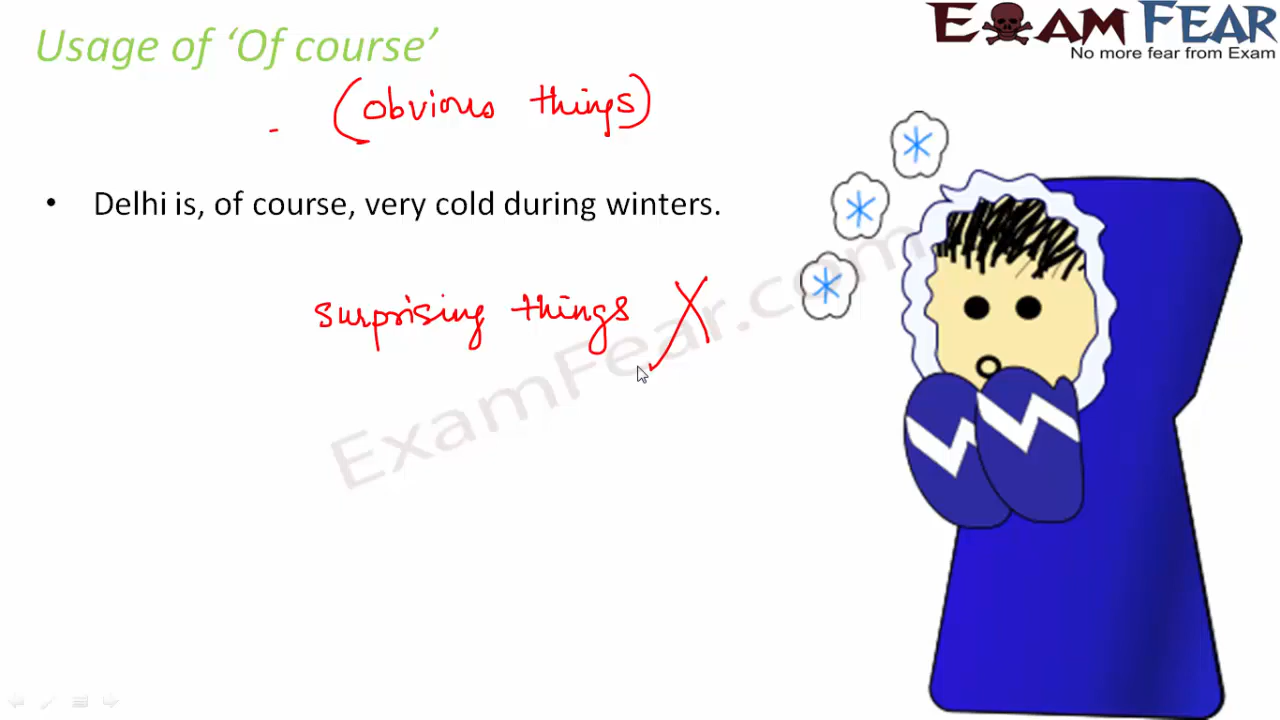 Usage of ‘Of course’
EXAM FEAR
No more fear from Exam
(obvious things)
• Delhi is, of course, very cold during winters.
surprising things X
ExamFear.com